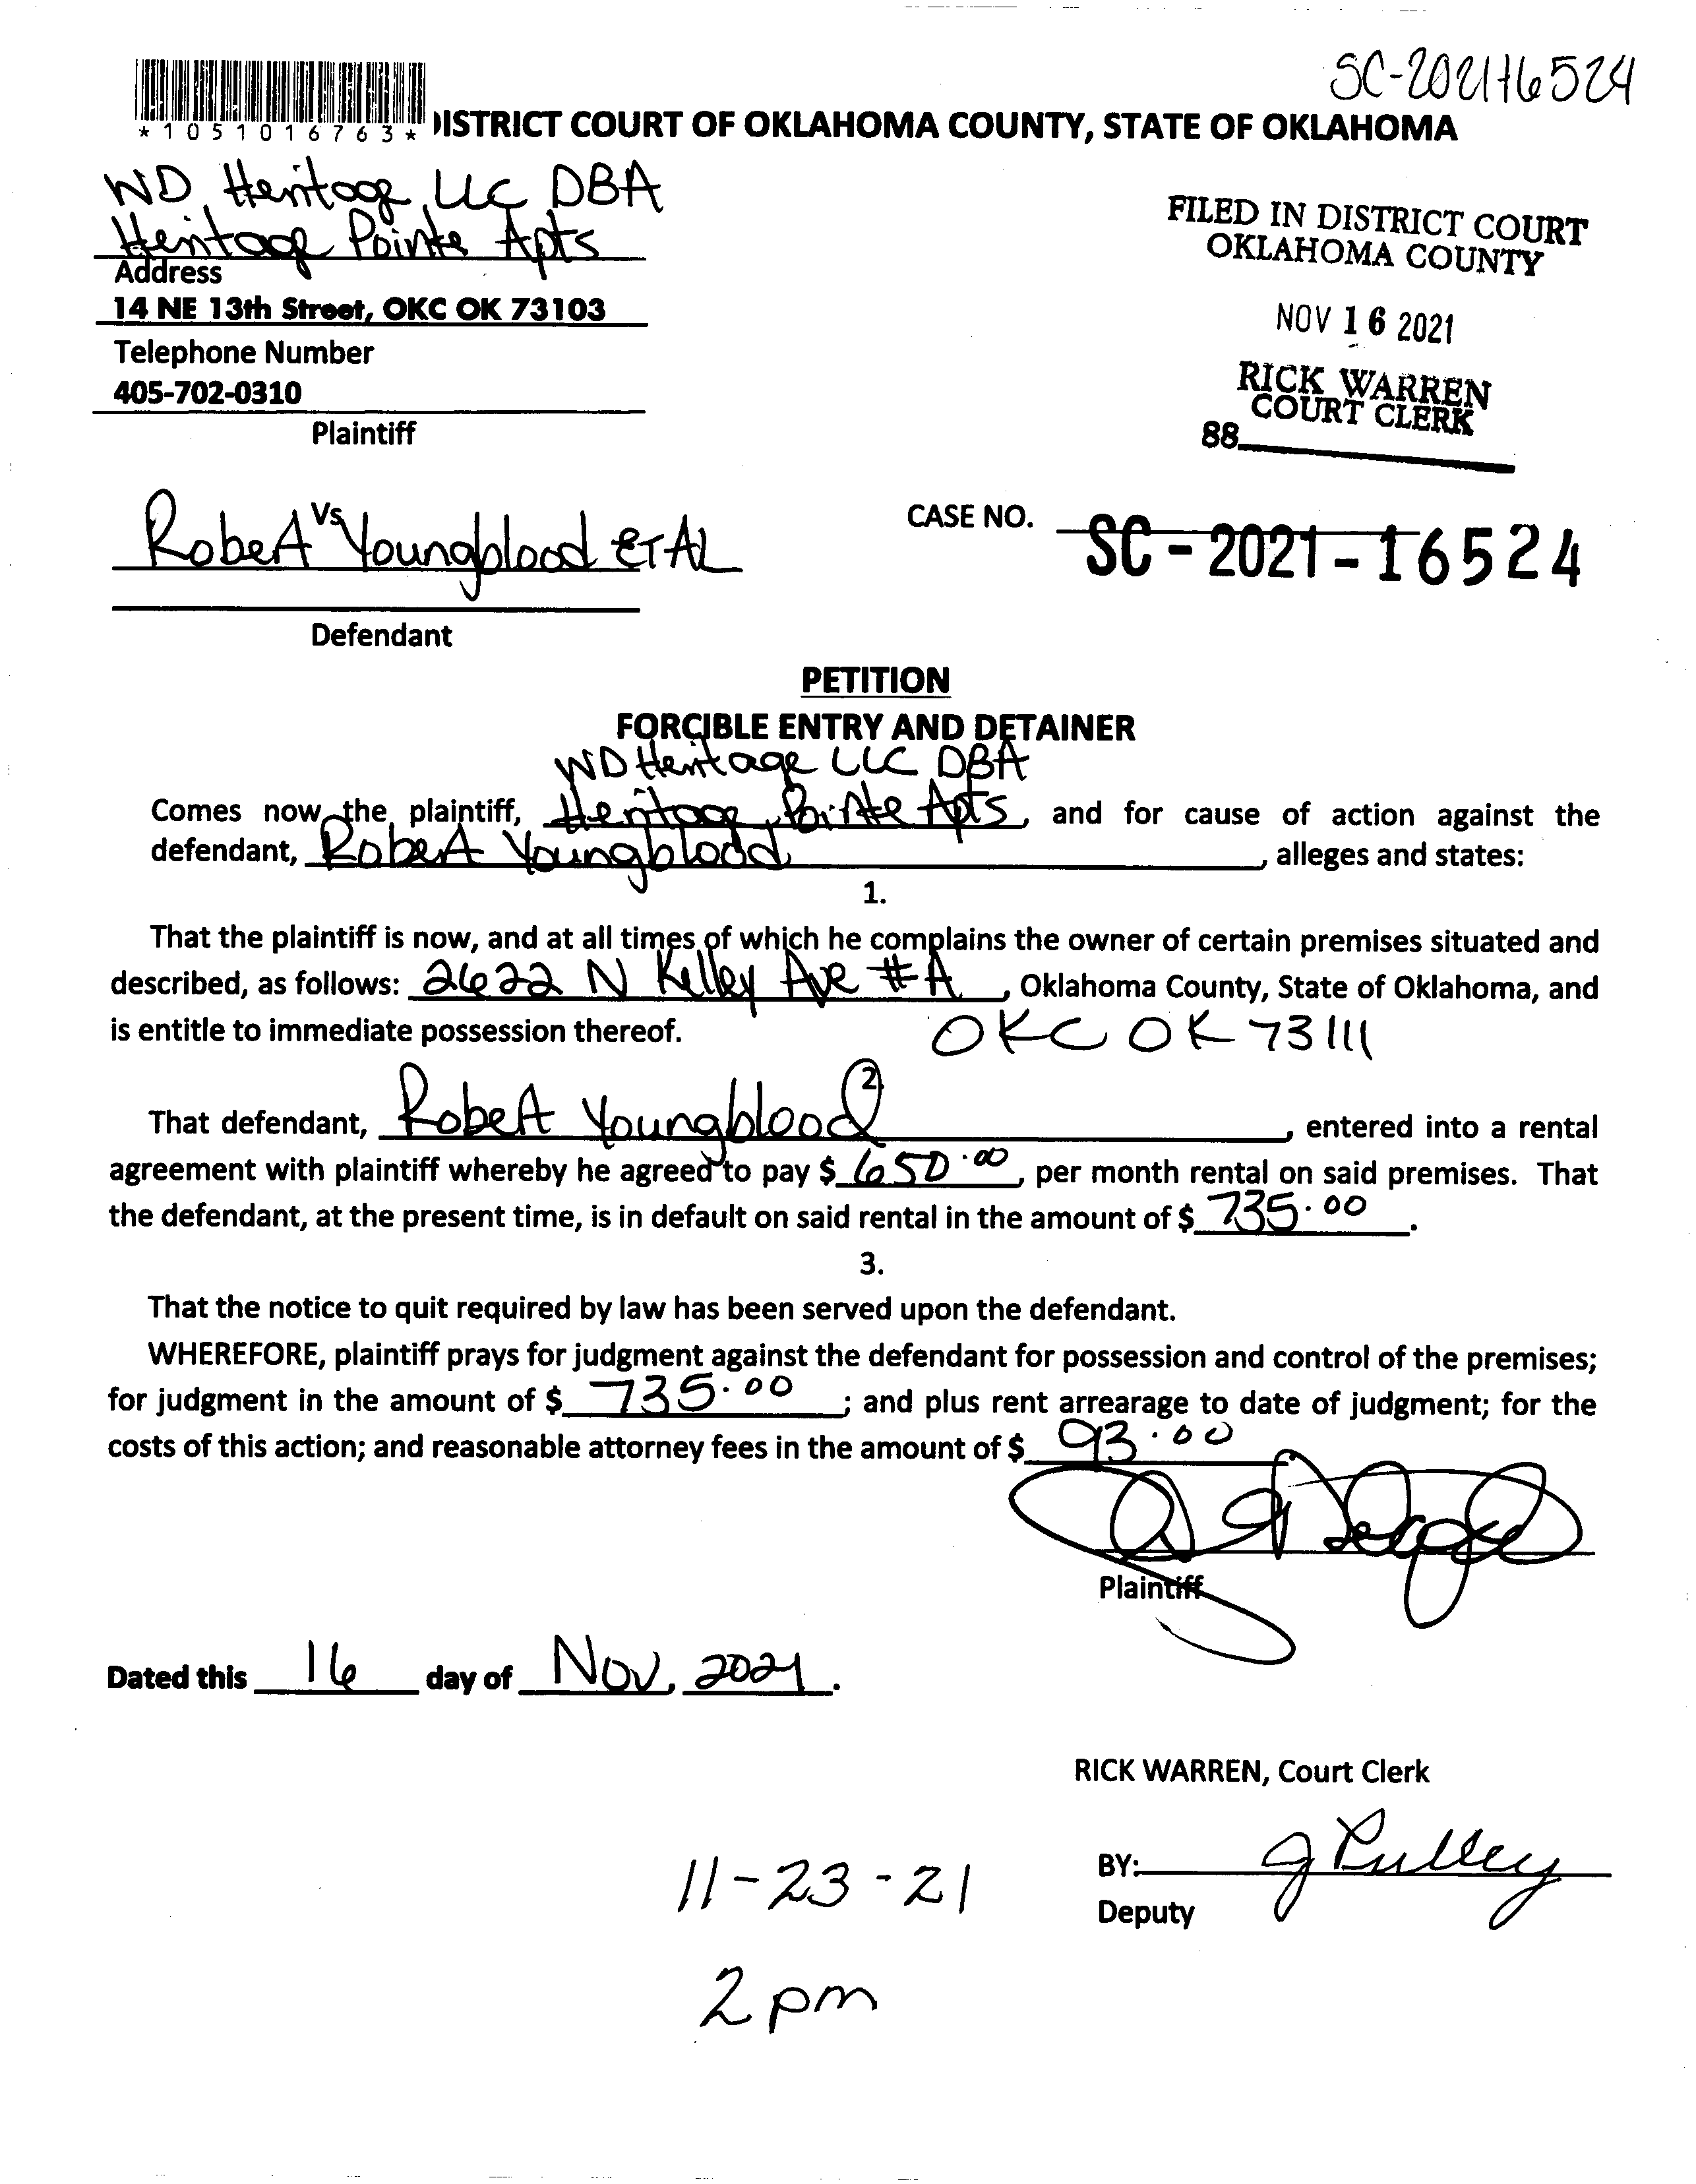 SC-2021-16524
*1051016763* DISTRICT COURT OF OKLAHOMA COUNTY, STATE OF OKLAHOMA
WD Heritage LLC DBA
Heritage Pointe Apts
Address
14 NE 13th Street, OKC OK 73103
Telephone Number
405-702-0310
Plaintiff
FILED IN DISTRICT COURT
OKLAHOMA COUNTY
NOV 16 2021
RICK WARREN
COURT CLERK
88
Vs
Robert Youngblood ET AL
Defendant
CASE NO. SC-2021-16524
PETITION
FORCIBLE ENTRY AND DETAINER
WD Heritage LLC DBA
Comes now the plaintiff, Heritage Pointe Apts, and for cause of action against the
defendant, Robert Youngblood, alleges and states:
1.
That the plaintiff is now, and at all times of which he complains the owner of certain premises situated and
described, as follows: 2622 N Kelley Ave #A, Oklahoma County, State of Oklahoma, and
is entitle to immediate possession thereof. OKC OK 73111
2.
That defendant, Robert Youngblood, entered into a rental
agreement with plaintiff whereby he agreed to pay $ 650.00, per month rental on said premises. That
the defendant, at the present time, is in default on said rental in the amount of $ 735.00.
3.
That the notice to quit required by law has been served upon the defendant.
WHEREFORE, plaintiff prays for judgment against the defendant for possession and control of the premises;
for judgment in the amount of $ 735.00; and plus rent arrearage to date of judgment; for the
costs of this action; and reasonable attorney fees in the amount of $ 93.00
Plaintiff
Dated this 16 day of Nov, 2021.
RICK WARREN, Court Clerk
BY: J Pulley
Deputy
11-23-21
2 pm